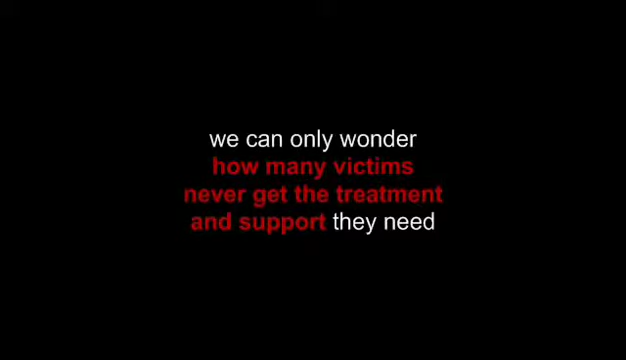 we can only wonder
how many victims
never get the treatment
and support they need